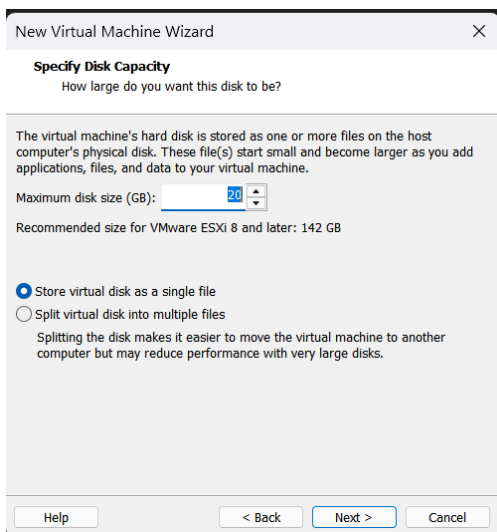 New Virtual Machine Wizard
Specify Disk Capacity
How large do you want this disk to be?
The virtual machine's hard disk is stored as one or more files on the host
computer's physical disk. These file(s) start small and become larger as you add
applications, files, and data to your virtual machine.
Maximum disk size (GB): 20
Recommended size for VMware ESXi 8 and later: 142 GB
Store virtual disk as a single file
Split virtual disk into multiple files
Splitting the disk makes it easier to move the virtual machine to another
computer but may reduce performance with very large disks.
Help < Back Next > Cancel